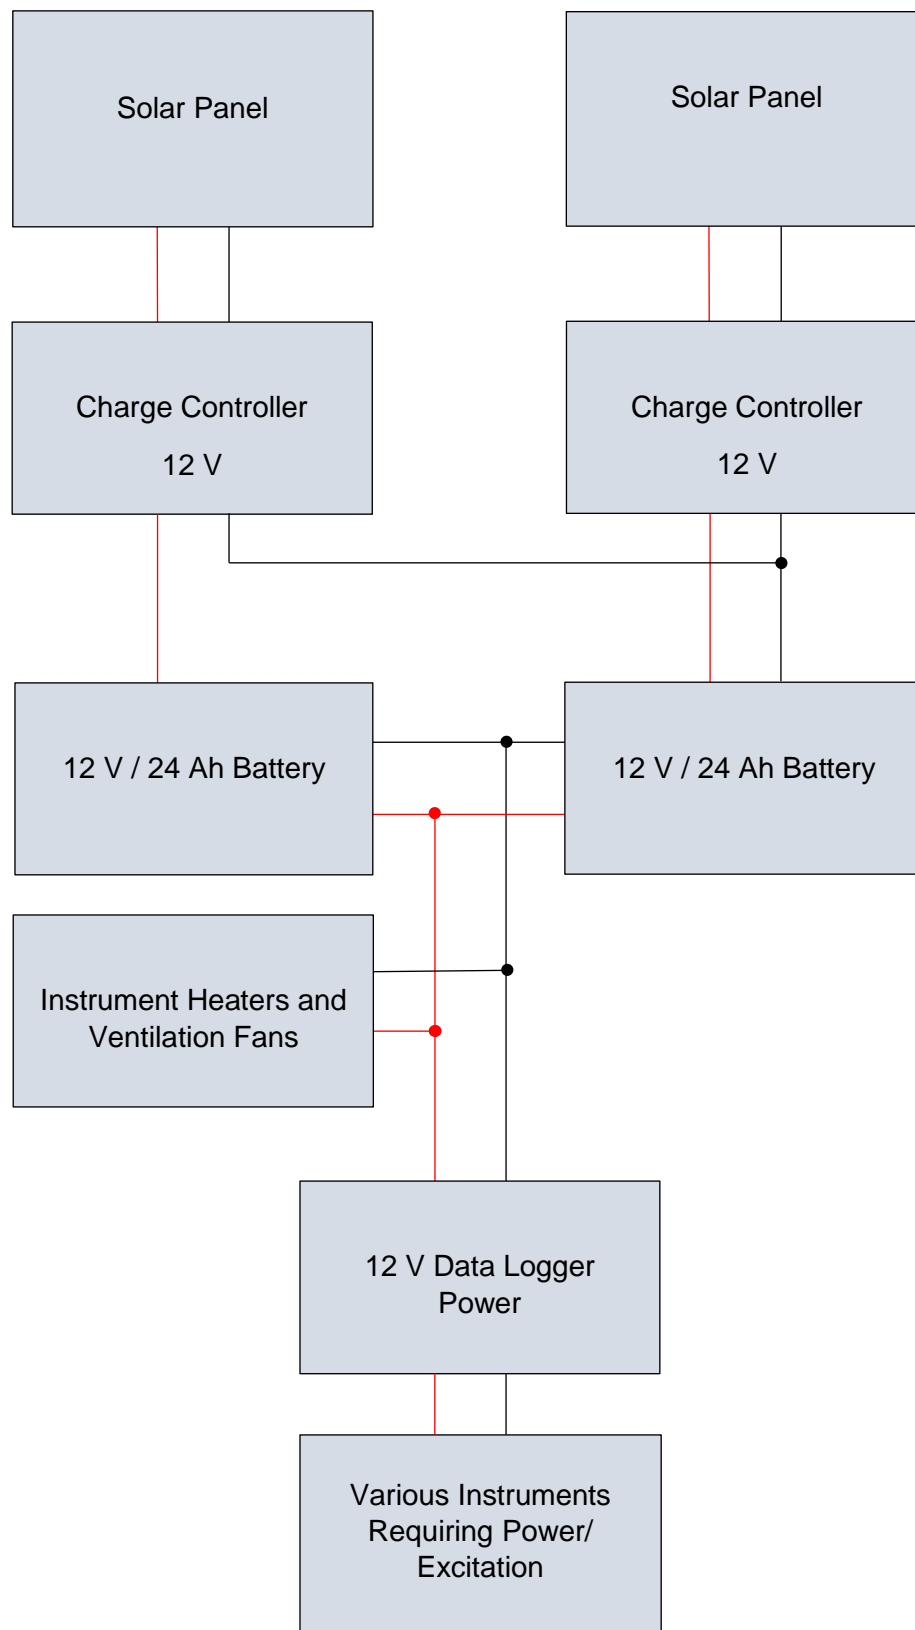 Solar Panel
Solar Panel
Charge Controller
12 V
Charge Controller
12 V
12 V / 24 Ah Battery
12 V / 24 Ah Battery
Instrument Heaters and
Ventilation Fans
12 V Data Logger
Power
Various Instruments
Requiring Power/
Excitation